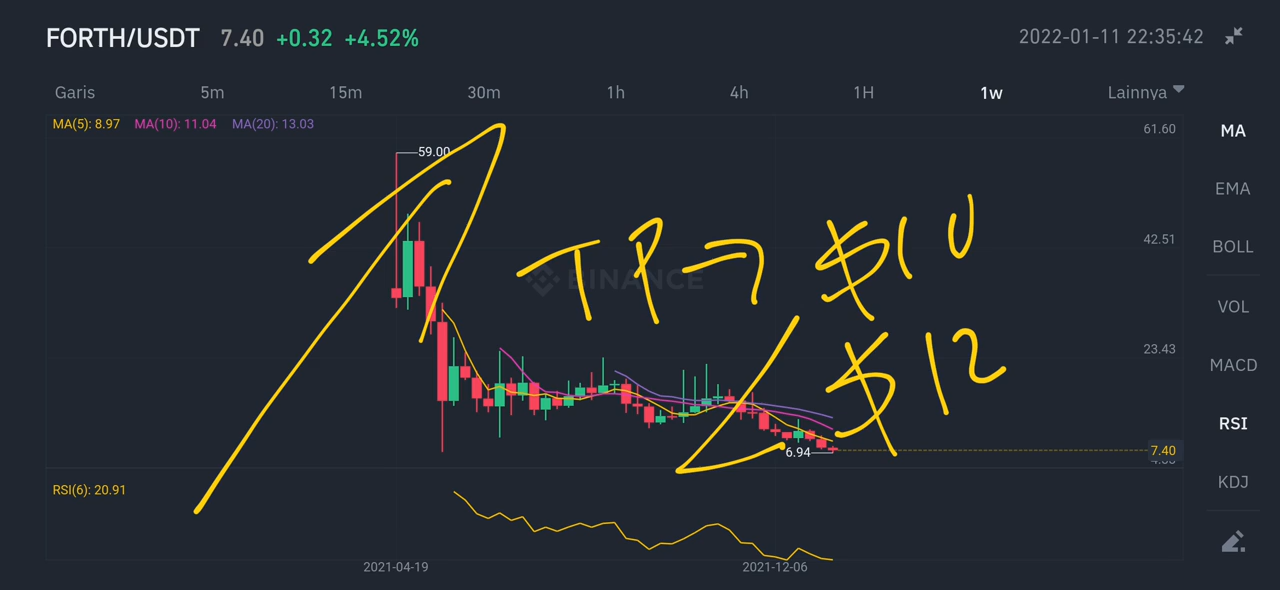 FORTH/USDT 7.40 +0.32 +4.52% 2022-01-11 22:35:42
Garis 5m 15m 30m 1h 4h 1H 1w Lainnya
MA(5): 8.97 MA(10): 11.04 MA(20): 13.03
61.60
MA
59.00
EMA
TP $10
42.51
BOLL
BINANCE
VOL
23.43
$12
MACD
RSI
6.94
7.40
RSI(6): 20.91
KDJ
2021-04-19 2021-12-06